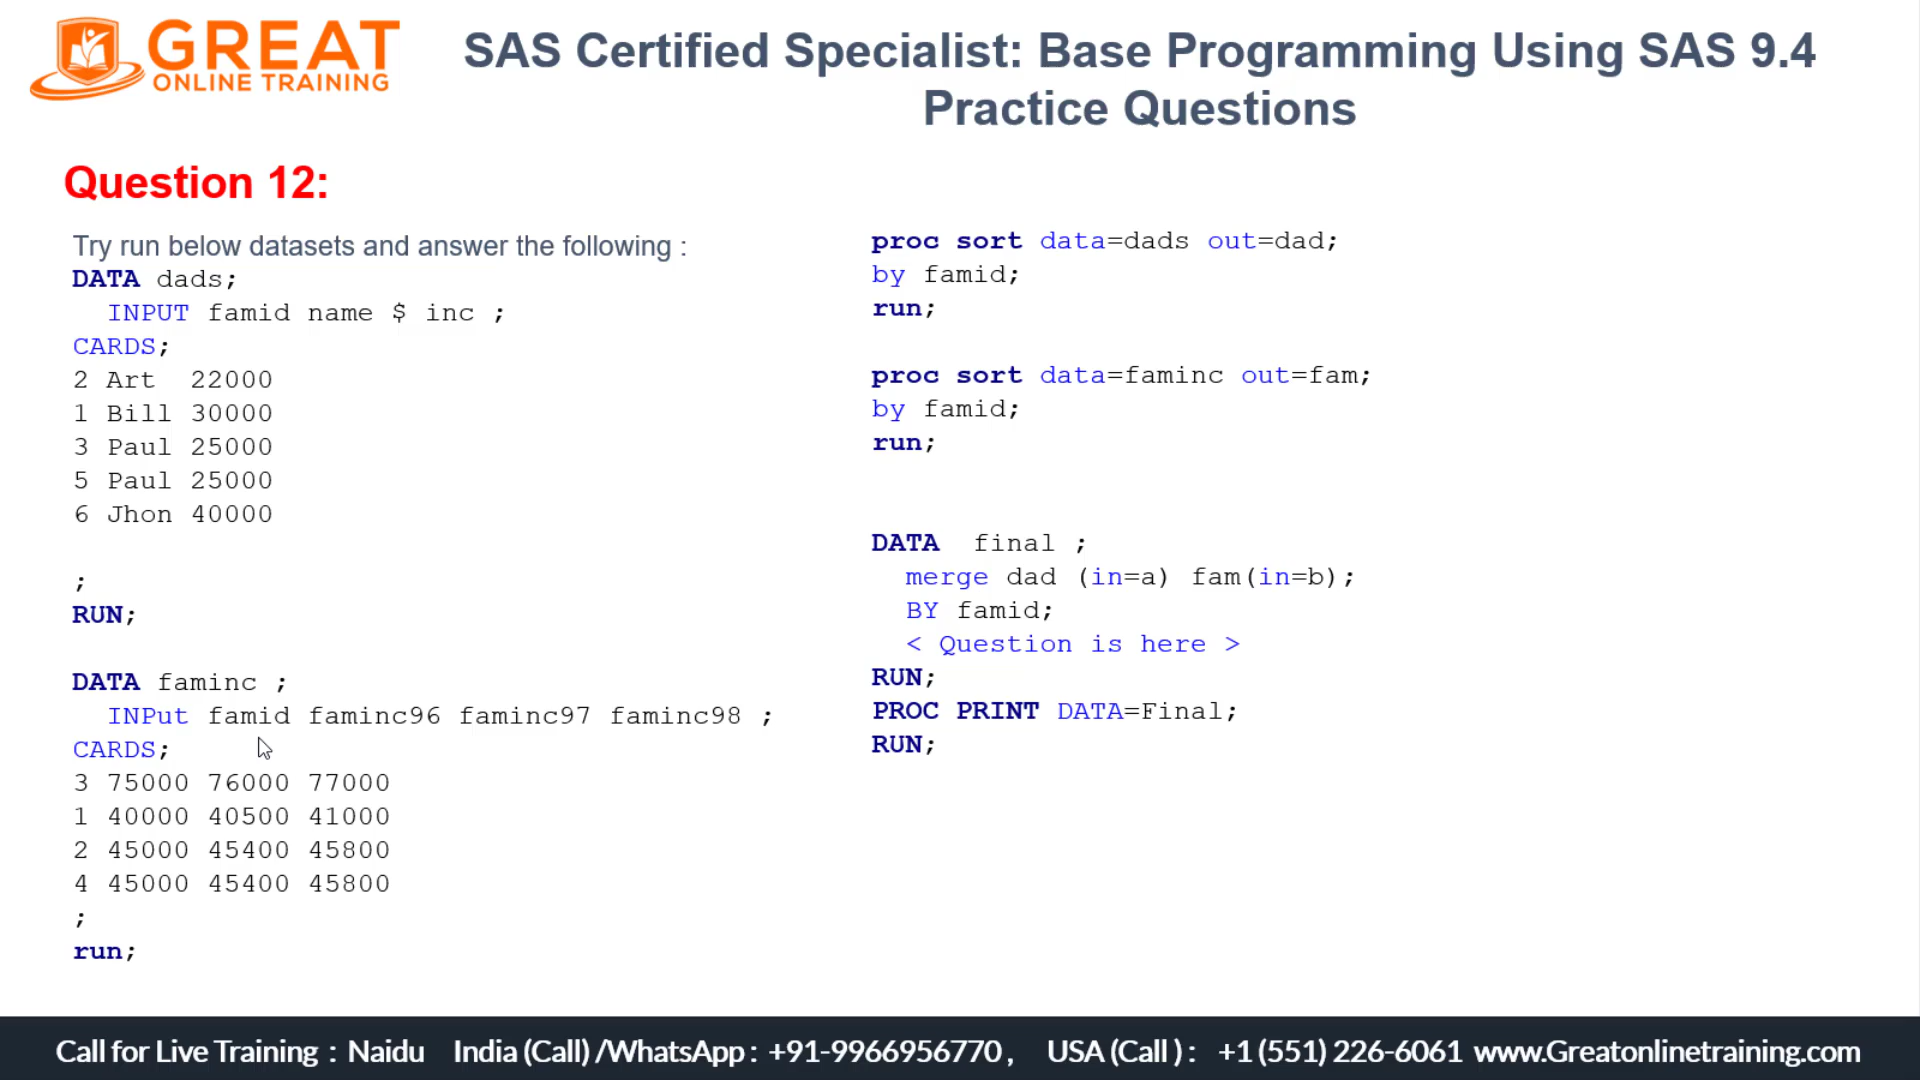 GREAT
ONLINE TRAINING
SAS Certified Specialist: Base Programming Using SAS 9.4
Practice Questions
Question 12:
Try run below datasets and answer the following :
DATA dads;
INPUT famid name $ inc ;
CARDS;
2 Art  22000
1 Bill 30000
3 Paul 25000
5 Paul 25000
6 Jhon 40000
;
RUN;
DATA faminc ;
INPut famid faminc96 faminc97 faminc98 ;
CARDS;
3 75000 76000 77000
1 40000 40500 41000
2 45000 45400 45800
4 45000 45400 45800
;
run;
proc sort data=dads out=dad;
by famid;
run;
proc sort data=faminc out=fam;
by famid;
run;
DATA  final ;
merge dad (in=a) fam(in=b);
BY famid;
< Question is here >
RUN;
PROC PRINT DATA=Final;
RUN;
Call for Live Training : Naidu India (Call) /WhatsApp : +91-9966956770 , USA (Call ) : +1 (551) 226-6061 www.Greatonlinetraining.com